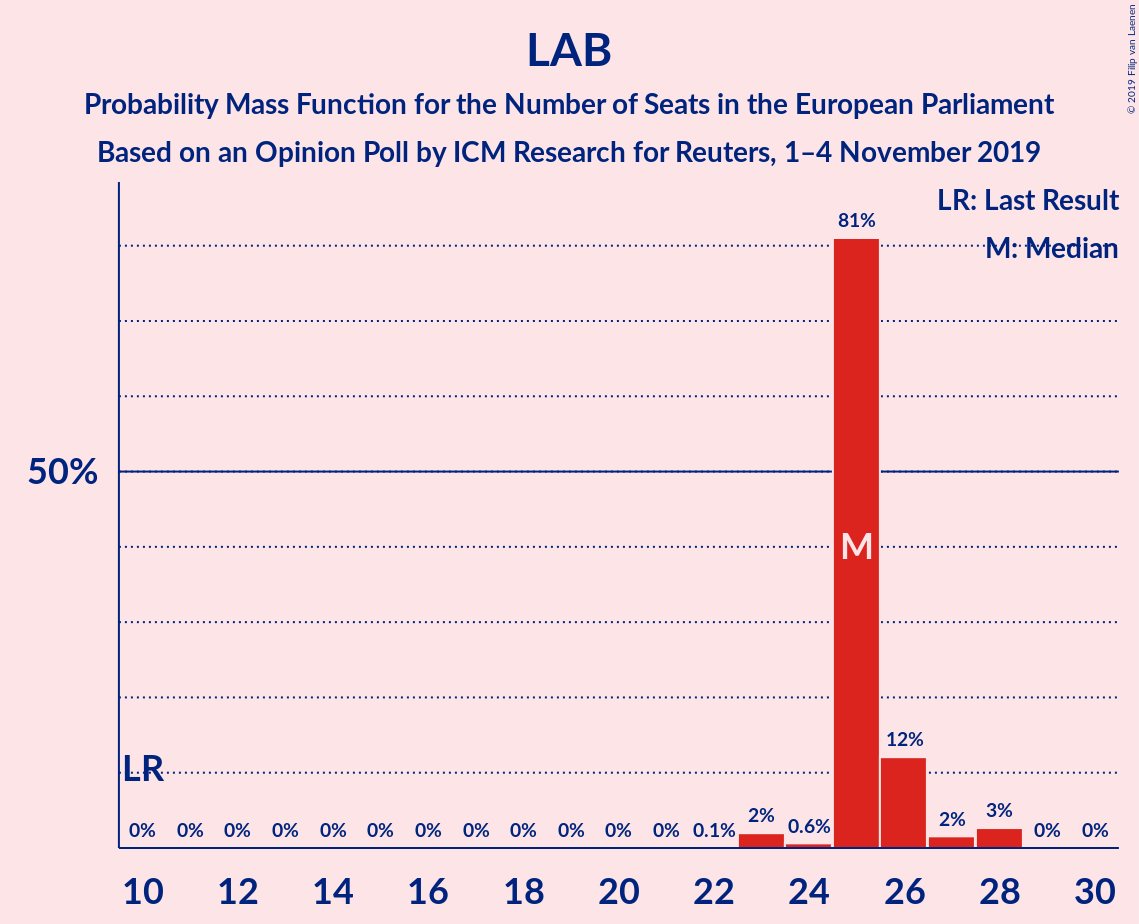 LAB
Probability Mass Function for the Number of Seats in the European Parliament
Based on an Opinion Poll by ICM Research for Reuters, 1–4 November 2019
© 2019 Filip van Laenen
LR: Last Result
M: Median
81%
50%
M
LR
12%
0% 0% 0% 0% 0% 0% 0% 0% 0% 0% 0% 0% 0.1% 2% 0.6% 2% 3% 0% 0%
10 12 14 16 18 20 22 24 26 28 30